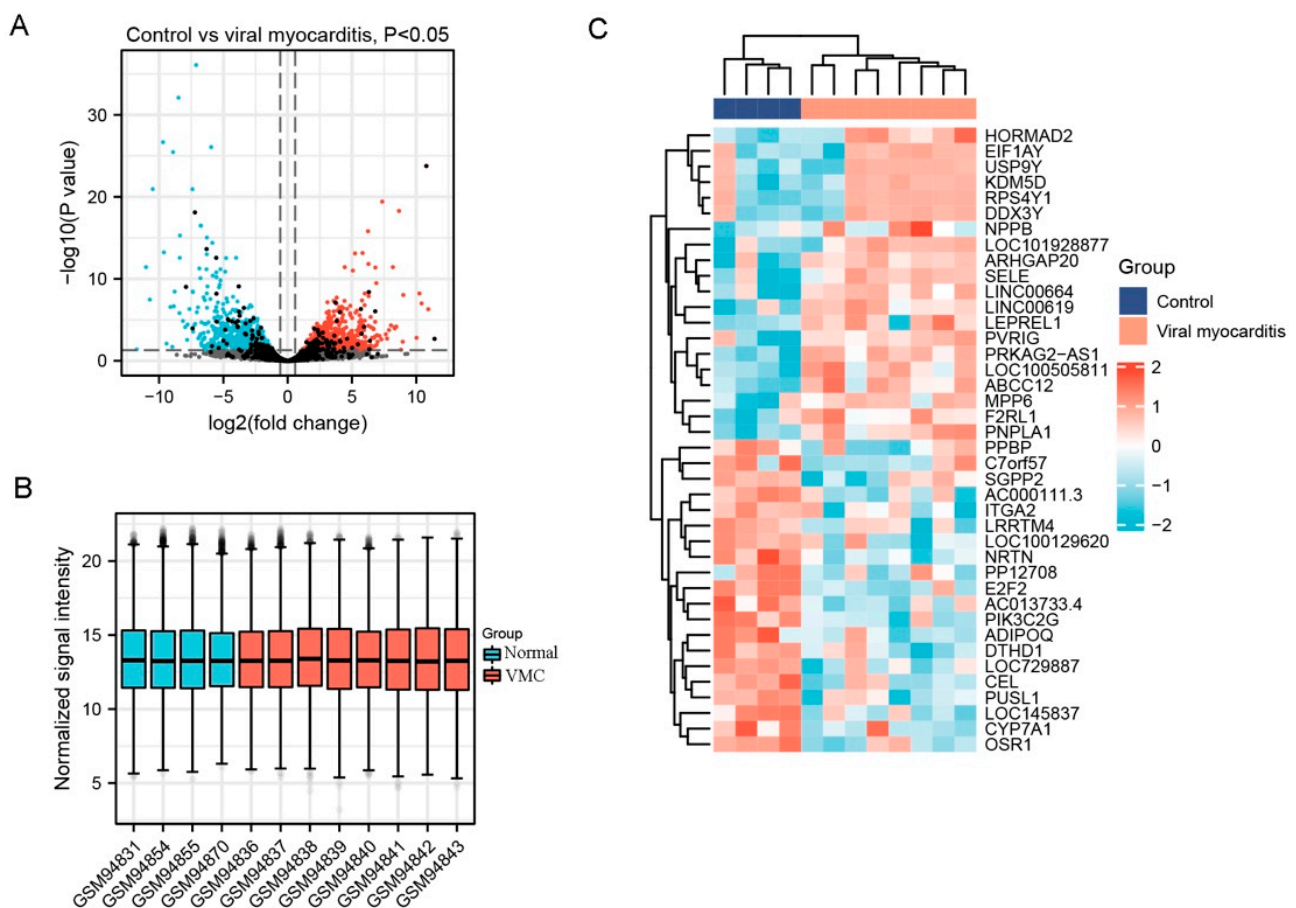 A
Control vs viral myocarditis, P<0.05
−log10(P value)
30
20
10
0
−10
−5
0
5
10
log2(fold change)
B
Normalized signal intensity
20
15
10
5
GSM94831
GSM94854
GSM94855
GSM94870
GSM94836
GSM94837
GSM94838
GSM94839
GSM94840
GSM94841
GSM94842
GSM94843
Group
Normal
VMC
C
HORMAD2
EIF1AY
USP9Y
KDM5D
RPS4Y1
DDX3Y
NPPB
LOC101928877
ARHGAP20
SELE
LINC00664
LINC00619
LEPREL1
PVRIG
PRKAG2−AS1
LOC100505811
ABCC12
MPP6
F2RL1
PNPLA1
PPBP
C7orf57
SGPP2
AC000111.3
ITGA2
LRRTM4
LOC100129620
NRTN
PP12708
E2F2
AC013733.4
PIK3C2G
ADIPOQ
DTHD1
LOC729887
CEL
PUSL1
LOC145837
CYP7A1
OSR1
Group
Control
Viral myocarditis
2
1
0
−1
−2